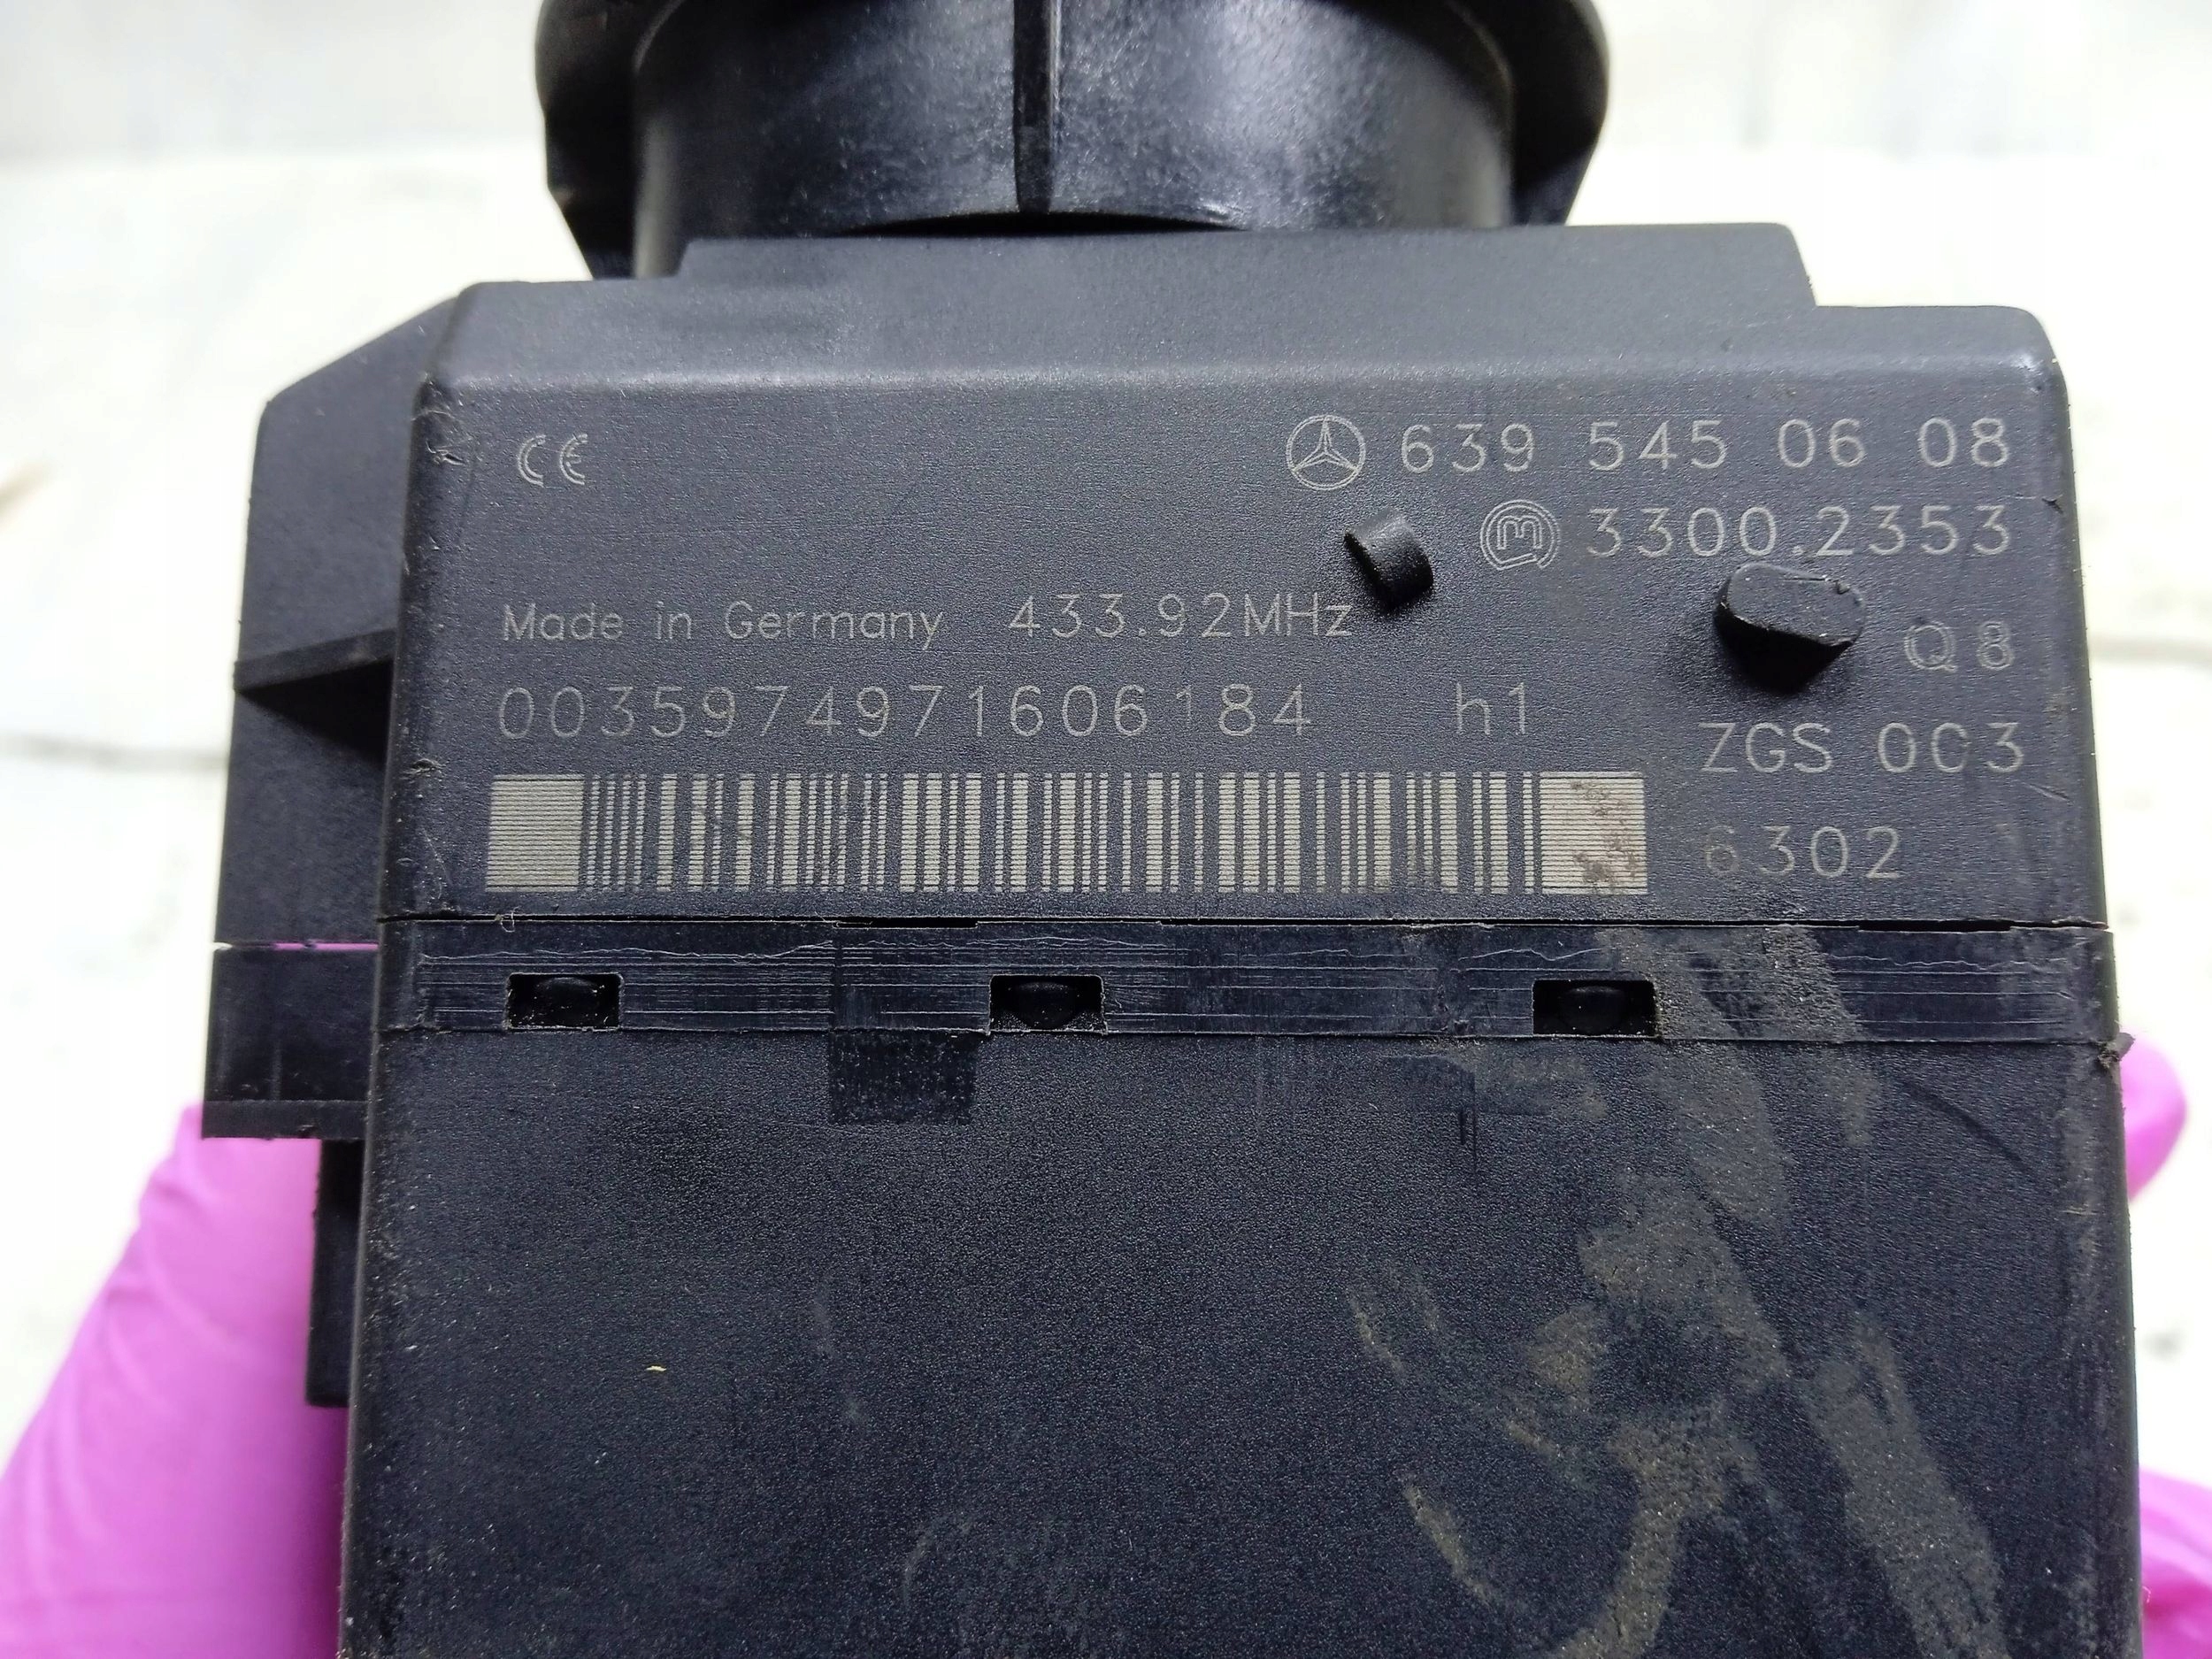 CE 639 545 06 08
3300.2353
Made in Germany 433.92MHz
Q8
0035974971606184 h1
ZGS 003
6302